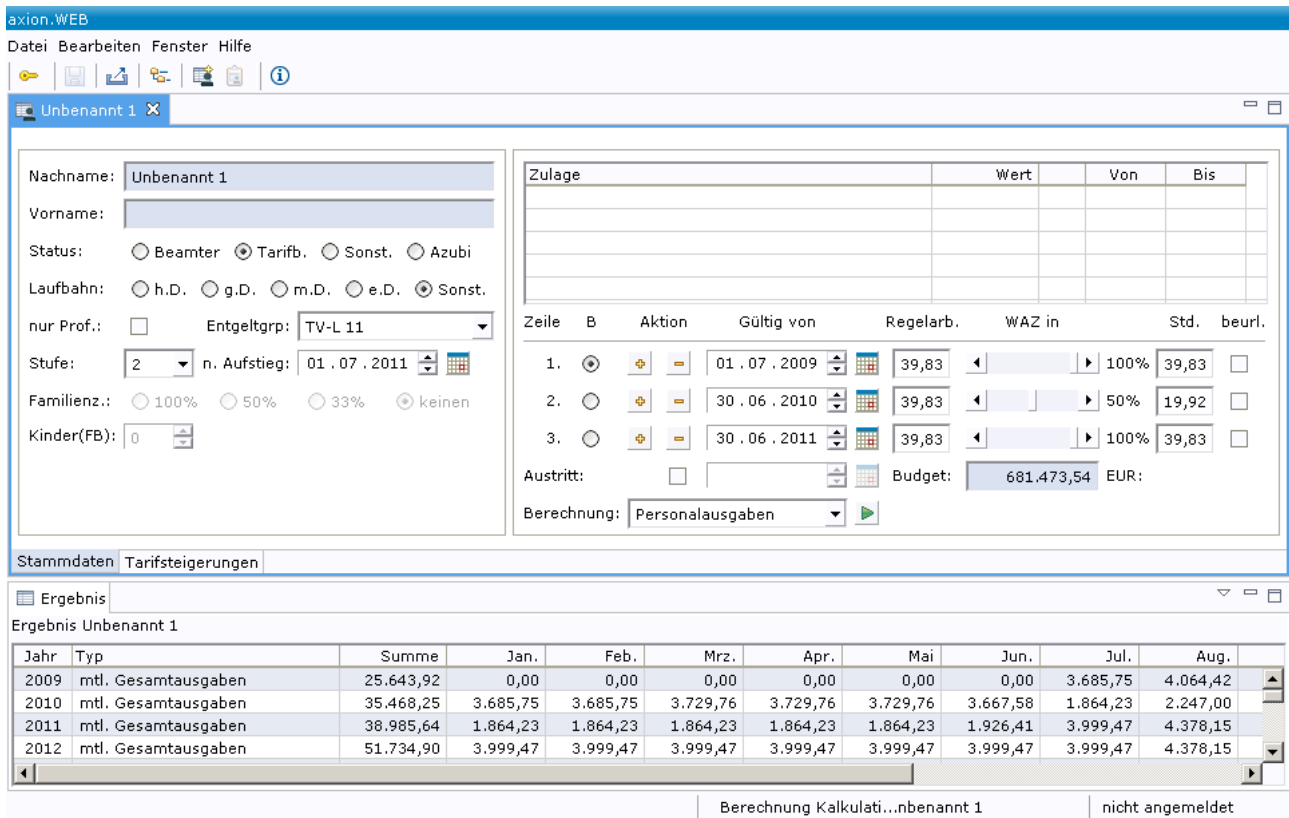 axion.WEB
Datei Bearbeiten Fenster Hilfe
Unbenannt 1
Nachname: Unbenannt 1
Vorname:
Status: Beamter Tarifb. Sonst. Azubi
Laufbahn: h.D. g.D. m.D. e.D. Sonst.
nur Prof.: Entgeltgrp: TV-L 11
Stufe: 2 n. Aufstieg: 01 . 07 . 2011
Familienz.: 100% 50% 33% keinen
Kinder(FB): 0
Zulage Wert Von Bis
Zeile B Aktion Gültig von Regelarb. WAZ in Std. beurl.
1. 01 . 07 . 2009 39,83 100% 39,83
2. 30 . 06 . 2010 39,83 50% 19,92
3. 30 . 06 . 2011 39,83 100% 39,83
Austritt: Budget: 681.473,54 EUR:
Berechnung: Personalausgaben
Stammdaten Tarifsteigerungen
Ergebnis
Ergebnis Unbenannt 1
Jahr Typ Summe Jan. Feb. Mrz. Apr. Mai Jun. Jul. Aug.
2009 mtl. Gesamtausgaben 25.643,92 0,00 0,00 0,00 0,00 0,00 0,00 3.685,75 4.064,42
2010 mtl. Gesamtausgaben 35.468,25 3.685,75 3.685,75 3.729,76 3.729,76 3.729,76 3.667,58 1.864,23 2.247,00
2011 mtl. Gesamtausgaben 38.985,64 1.864,23 1.864,23 1.864,23 1.864,23 1.864,23 1.926,41 3.999,47 4.378,15
2012 mtl. Gesamtausgaben 51.734,90 3.999,47 3.999,47 3.999,47 3.999,47 3.999,47 3.999,47 3.999,47 4.378,15
Berechnung Kalkulati...nbenannt 1 nicht angemeldet